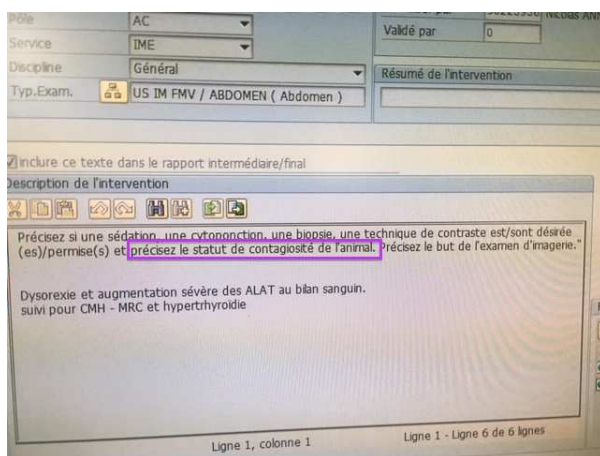 Pôle AC
Validé par 0
Service IME
Discipline Général
Résumé de l'intervention
Typ.Exam. US IM FMV / ABDOMEN ( Abdomen )
inclure ce texte dans le rapport intermédiaire/final
Description de l'intervention
Précisez si une sédation, une cytoponction, une biopsie, une technique de contraste est/sont désirée
(es)/permise(s) et précisez le statut de contagiosité de l'animal. Précisez le but de l'examen d'imagerie."
Dysorexie et augmentation sévère des ALAT au bilan sanguin.
suivi pour CMH - MRC et hypertrhyroidie
Ligne 1, colonne 1
Ligne 1 - Ligne 6 de 6 lignes